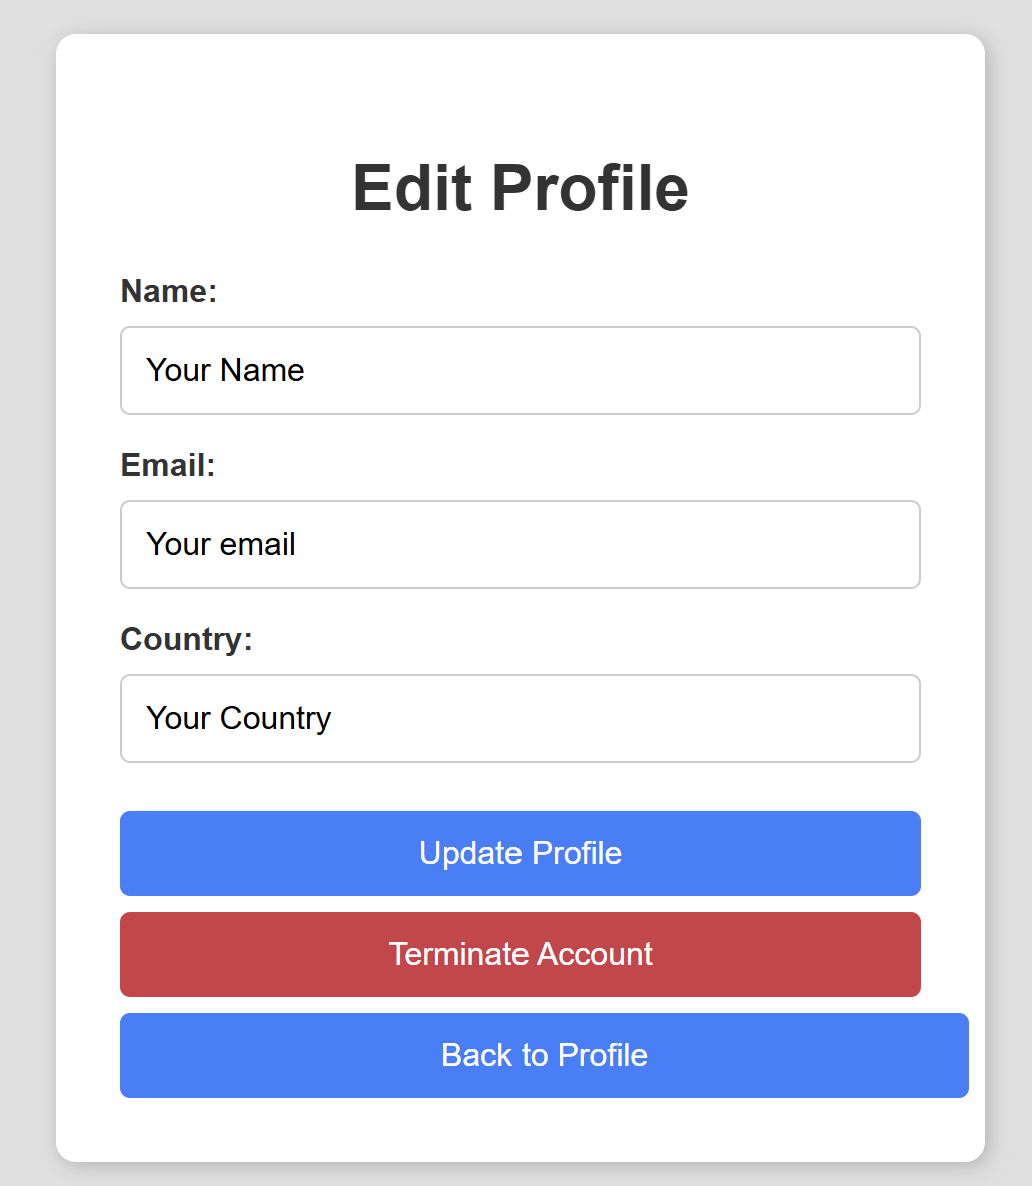 Edit Profile
Name:
Your Name
Email:
Your email
Country:
Your Country
Update Profile
Terminate Account
Back to Profile